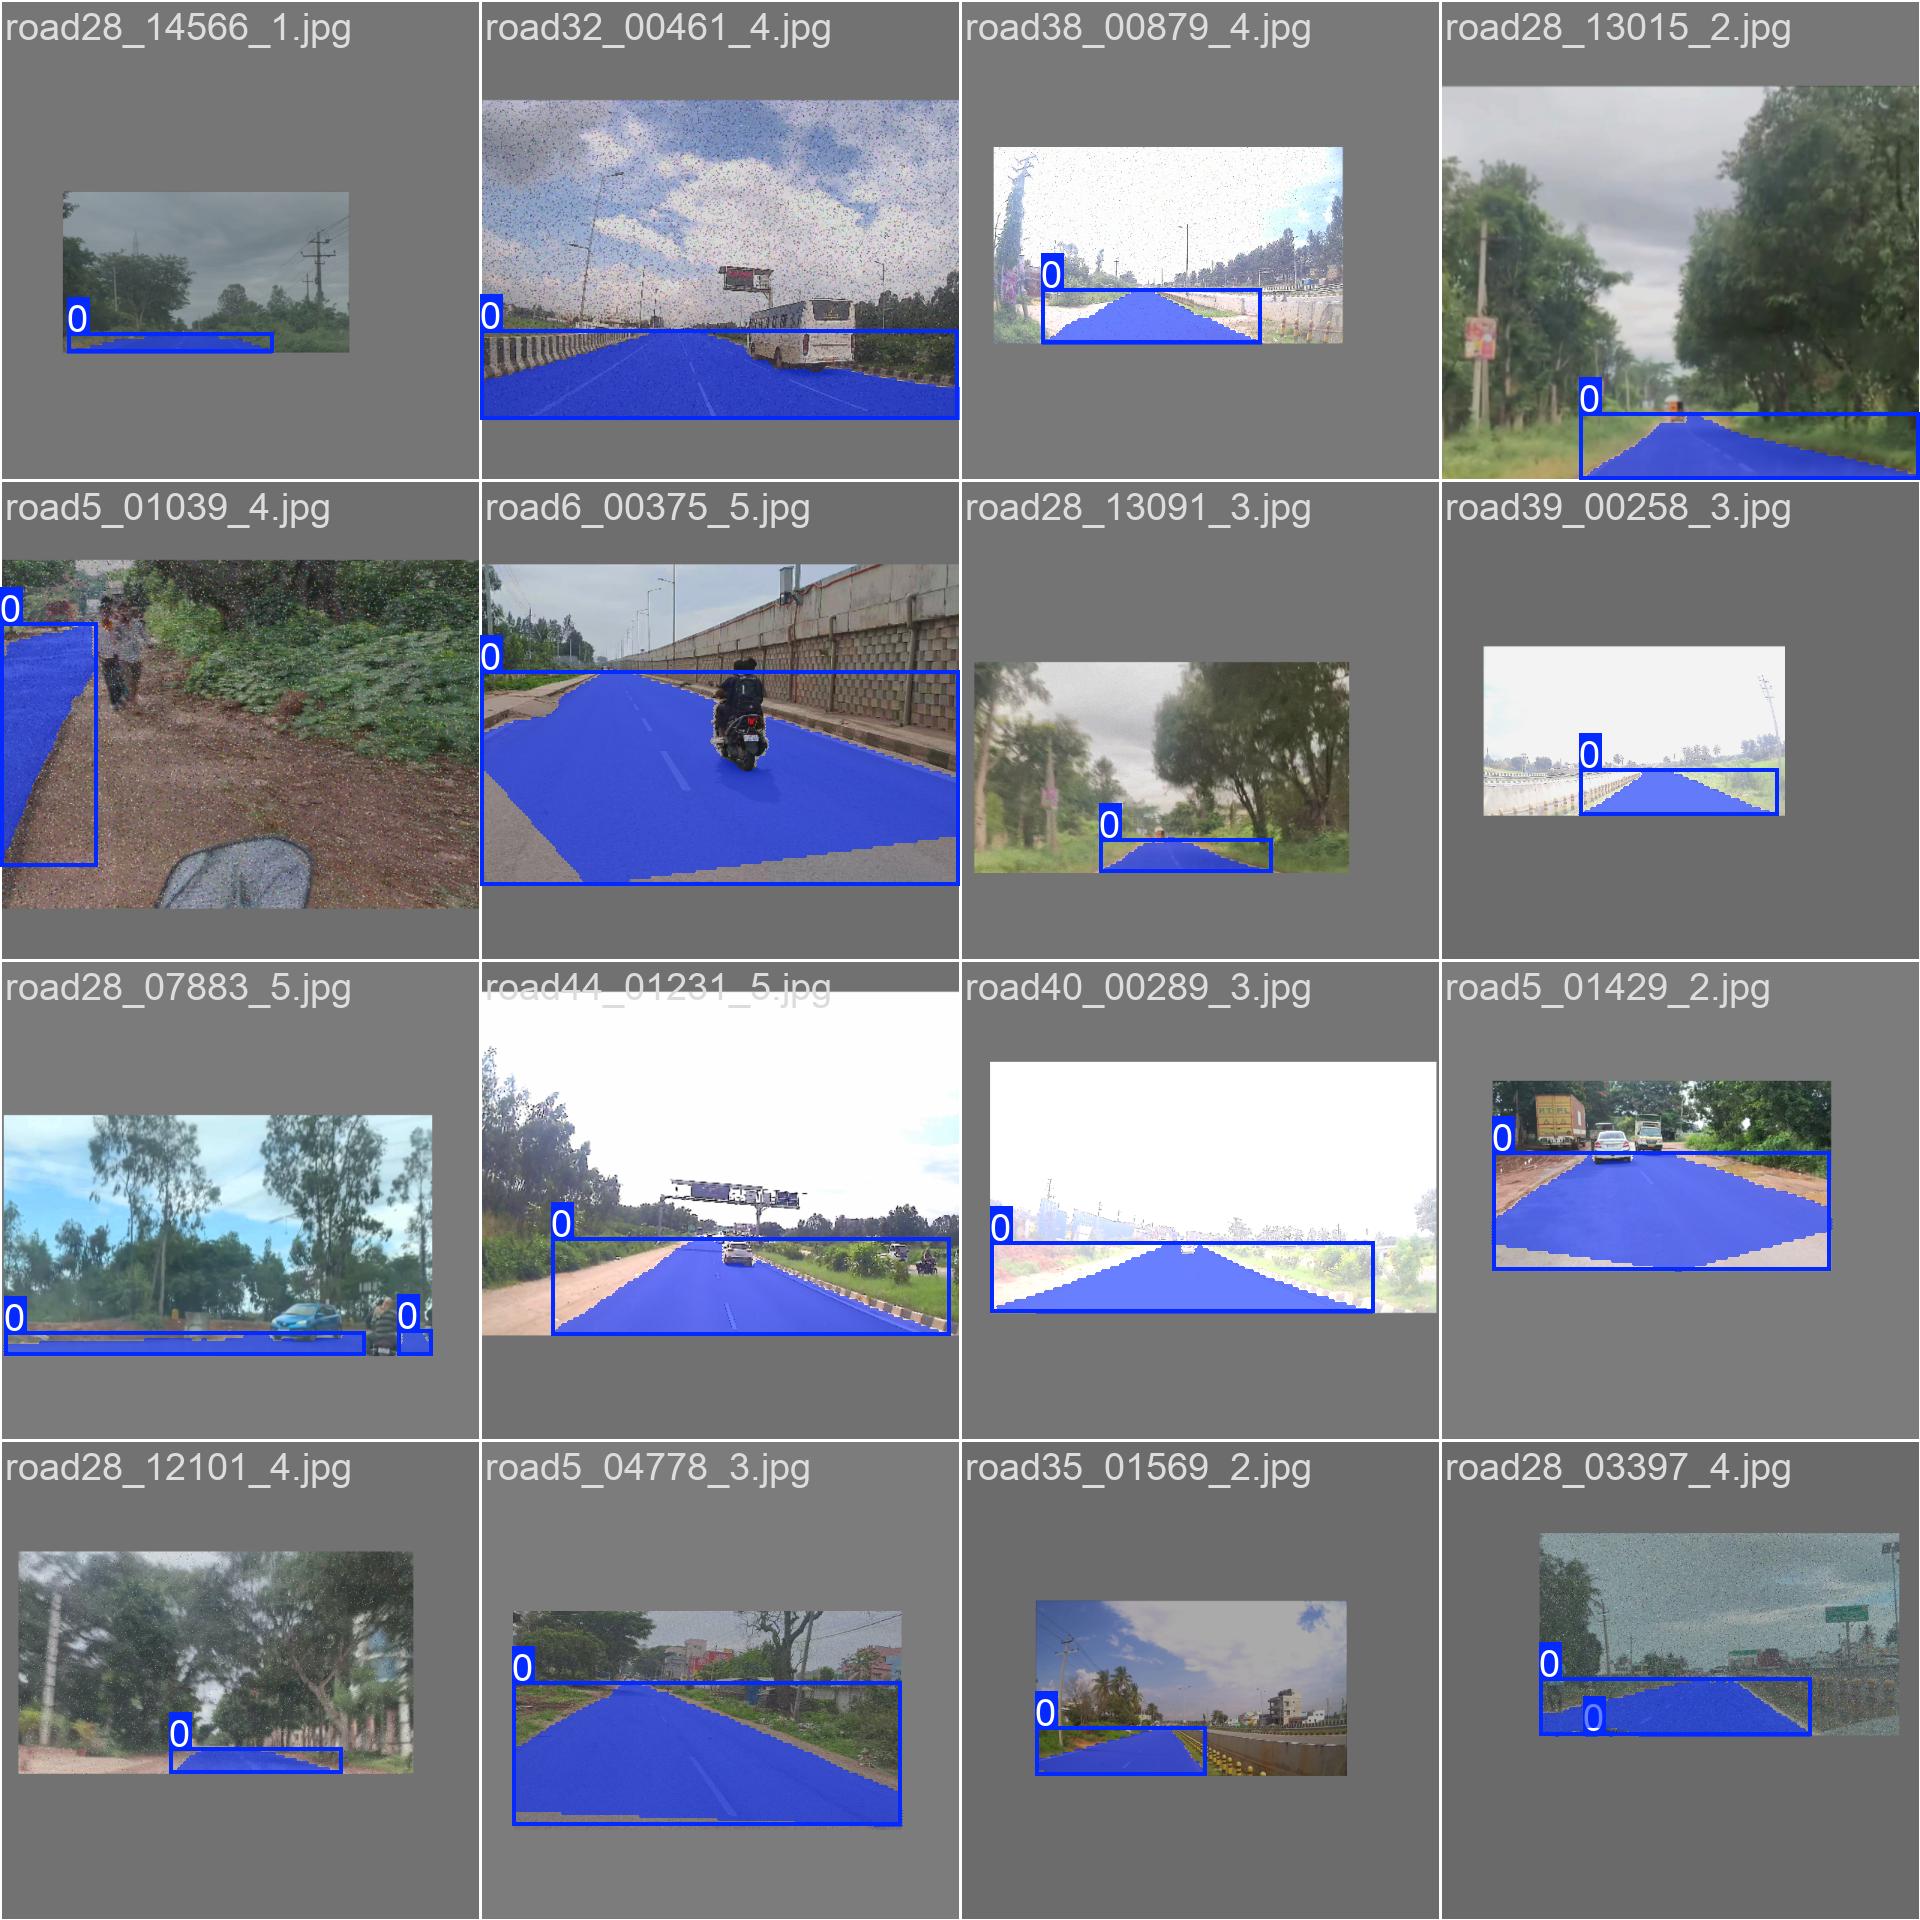 road28_14566_1.jpg
road32_00461_4.jpg
road38_00879_4.jpg
road28_13015_2.jpg
0
0
0
0
road5_01039_4.jpg
road6_00375_5.jpg
road28_13091_3.jpg
road39_00258_3.jpg
0
0
0
0
road28_07883_5.jpg
road44_01231_5.jpg
road40_00289_3.jpg
road5_01429_2.jpg
0
0
0
0
0
road28_12101_4.jpg
road5_04778_3.jpg
road35_01569_2.jpg
road28_03397_4.jpg
0
0
0
0
0